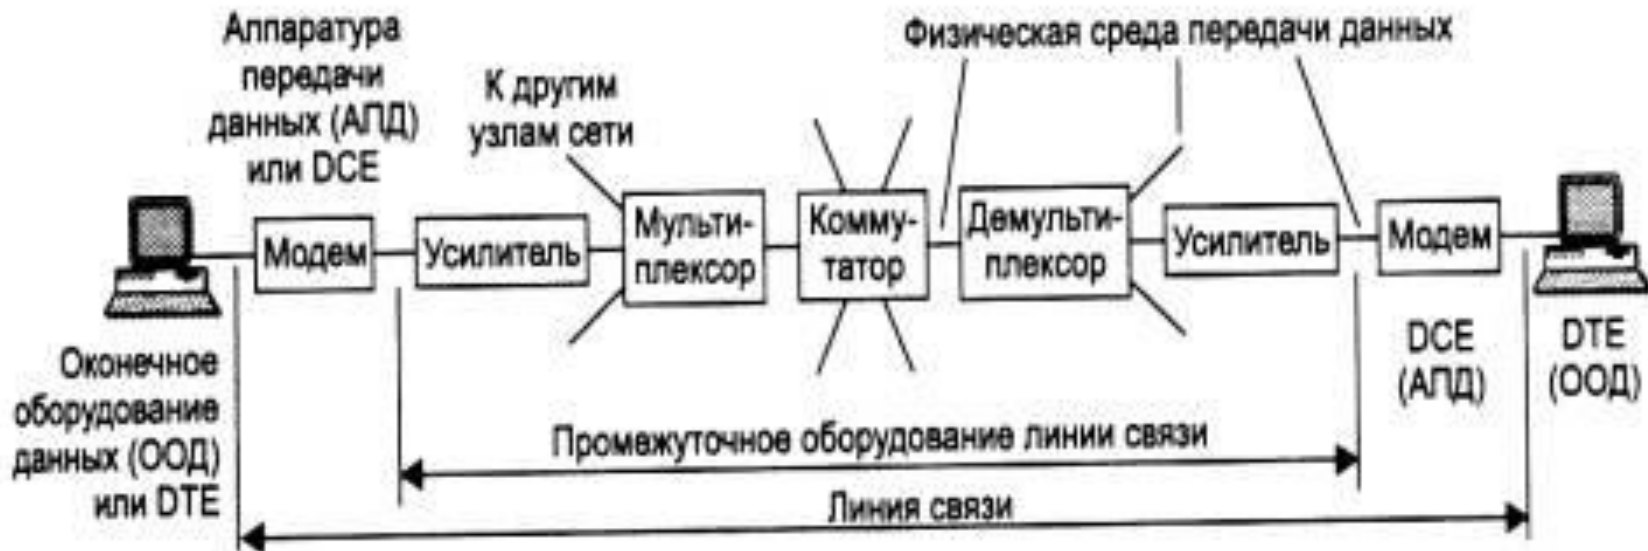 Аппаратура
передачи
данных (АПД)
или DCE
К другим
узлам сети
Физическая среда передачи данных
Модем
Усилитель
Мульти-
плексор
Комму-
татор
Демульти-
плексор
Усилитель
Модем
Оконечное
оборудование
данных (ООД)
или DTE
DCE
(АПД)
DTE
(ООД)
Промежуточное оборудование линии связи
Линия связи